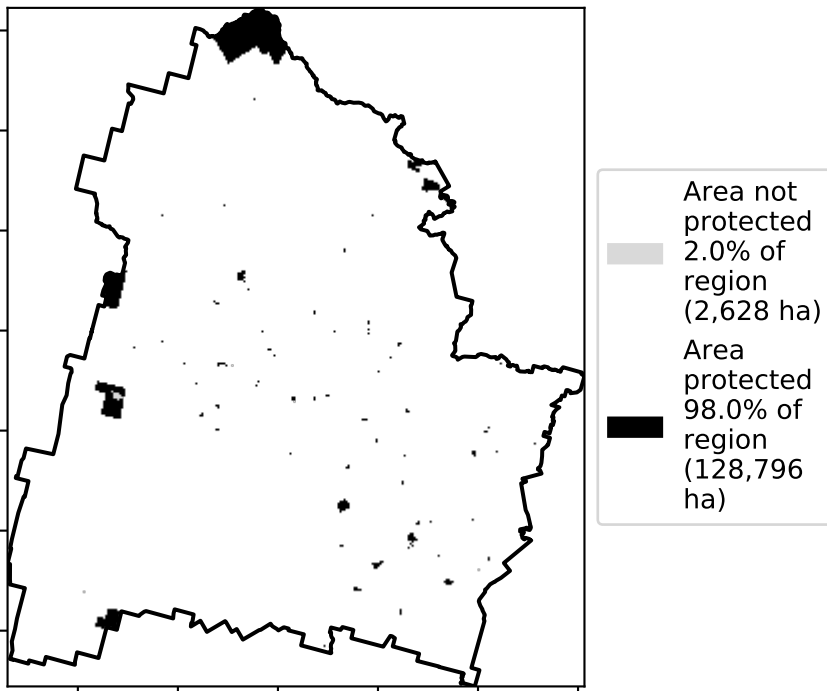 Area not
protected
2.0% of
region
(2,628 ha)
Area
protected
98.0% of
region
(128,796
ha)